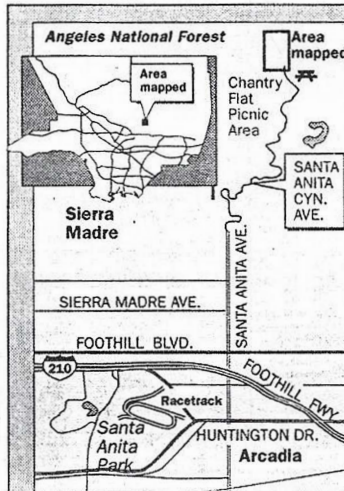 Angeles National Forest
Area
mapped
Area
mapped
Chantry
Flat
Picnic
Area
SANTA
ANITA
CYN.
AVE.
Sierra
Madre
SANTA ANITA AVE.
SIERRA MADRE AVE.
FOOTHILL BLVD.
210
FOOTHILL FWY.
Racetrack
Santa
Anita
Park
HUNTINGTON DR.
Arcadia